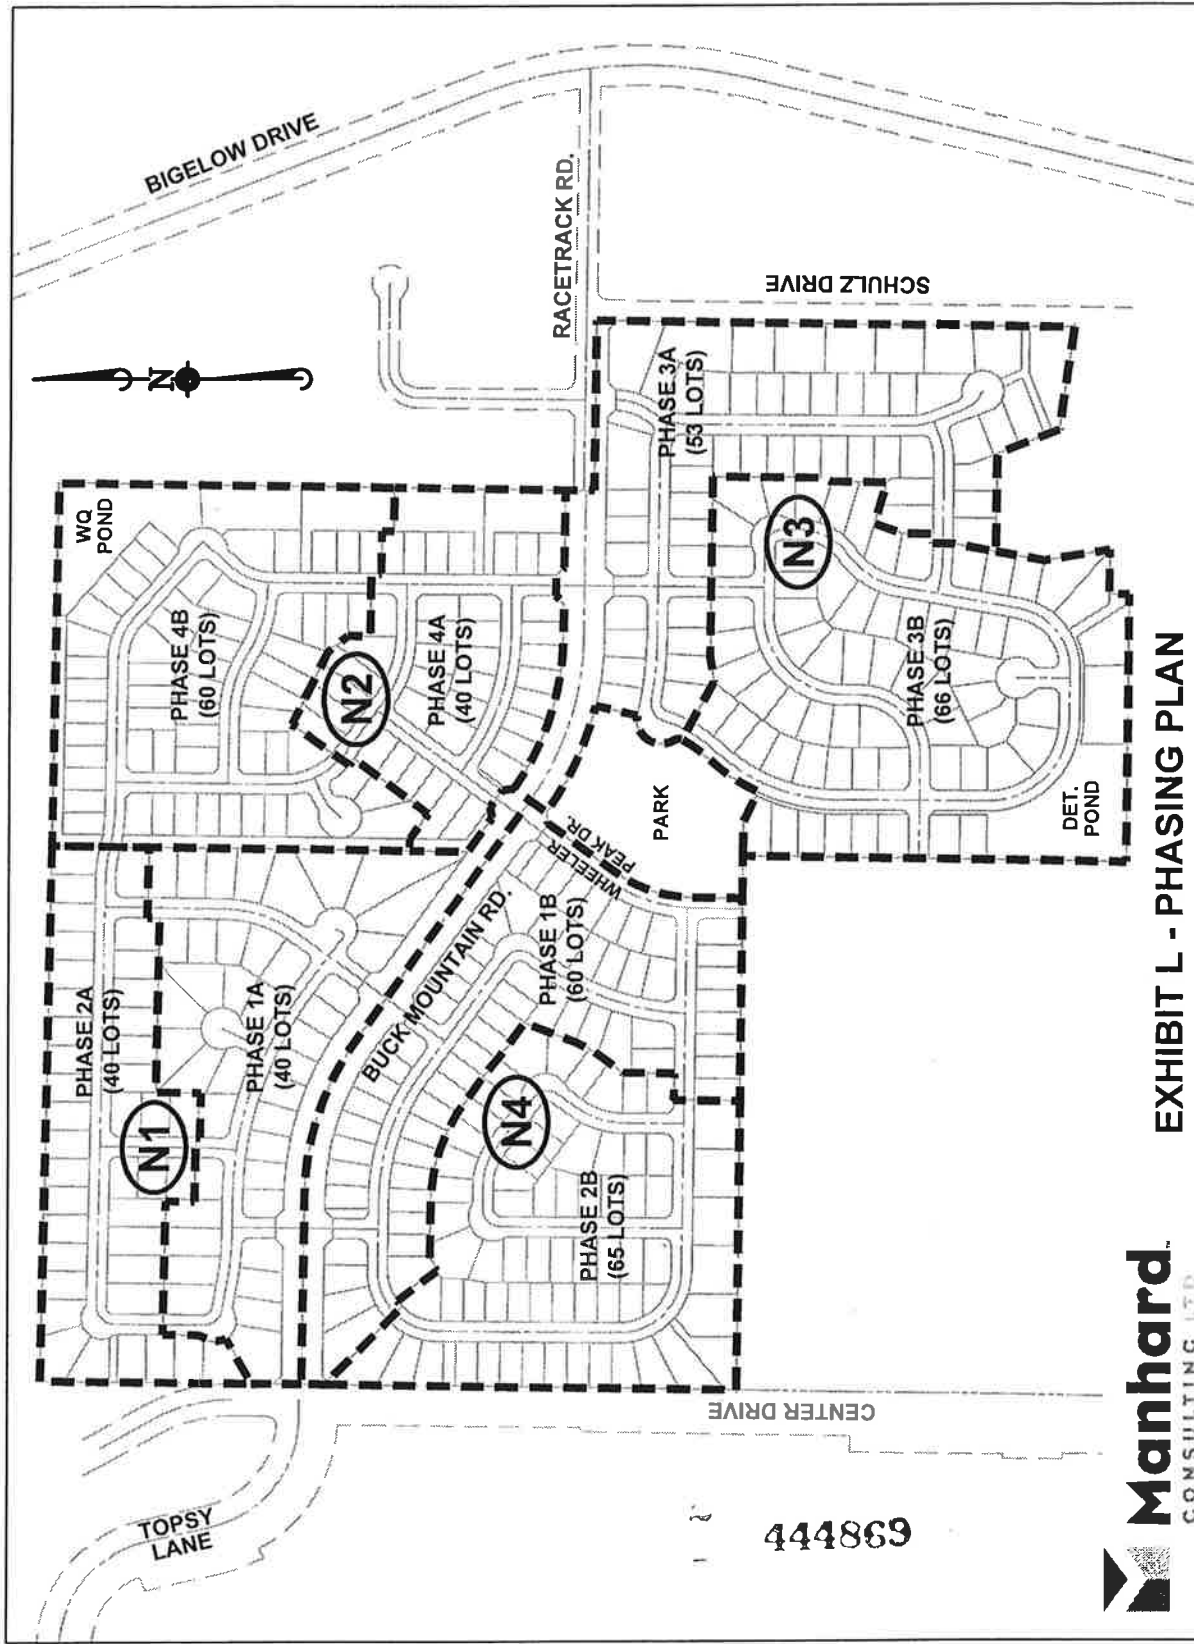 BIGELOW DRIVE
RACETRACK RD.
SCHULZ DRIVE
N
WQ
POND
PHASE 4B
(60 LOTS)
N2
PHASE 4A
(40 LOTS)
PHASE 3A
(53 LOTS)
N3
PHASE 3B
(66 LOTS)
DET.
POND
PARK
WHEELER
PEAK DR.
BUCK MOUNTAIN RD.
PHASE 2A
(40 LOTS)
PHASE 1A
(40 LOTS)
N1
PHASE 1B
(60 LOTS)
N4
PHASE 2B
(65 LOTS)
CENTER DRIVE
TOPSY
LANE
444869
EXHIBIT L - PHASING PLAN
Manhard™
CONSULTING LTD